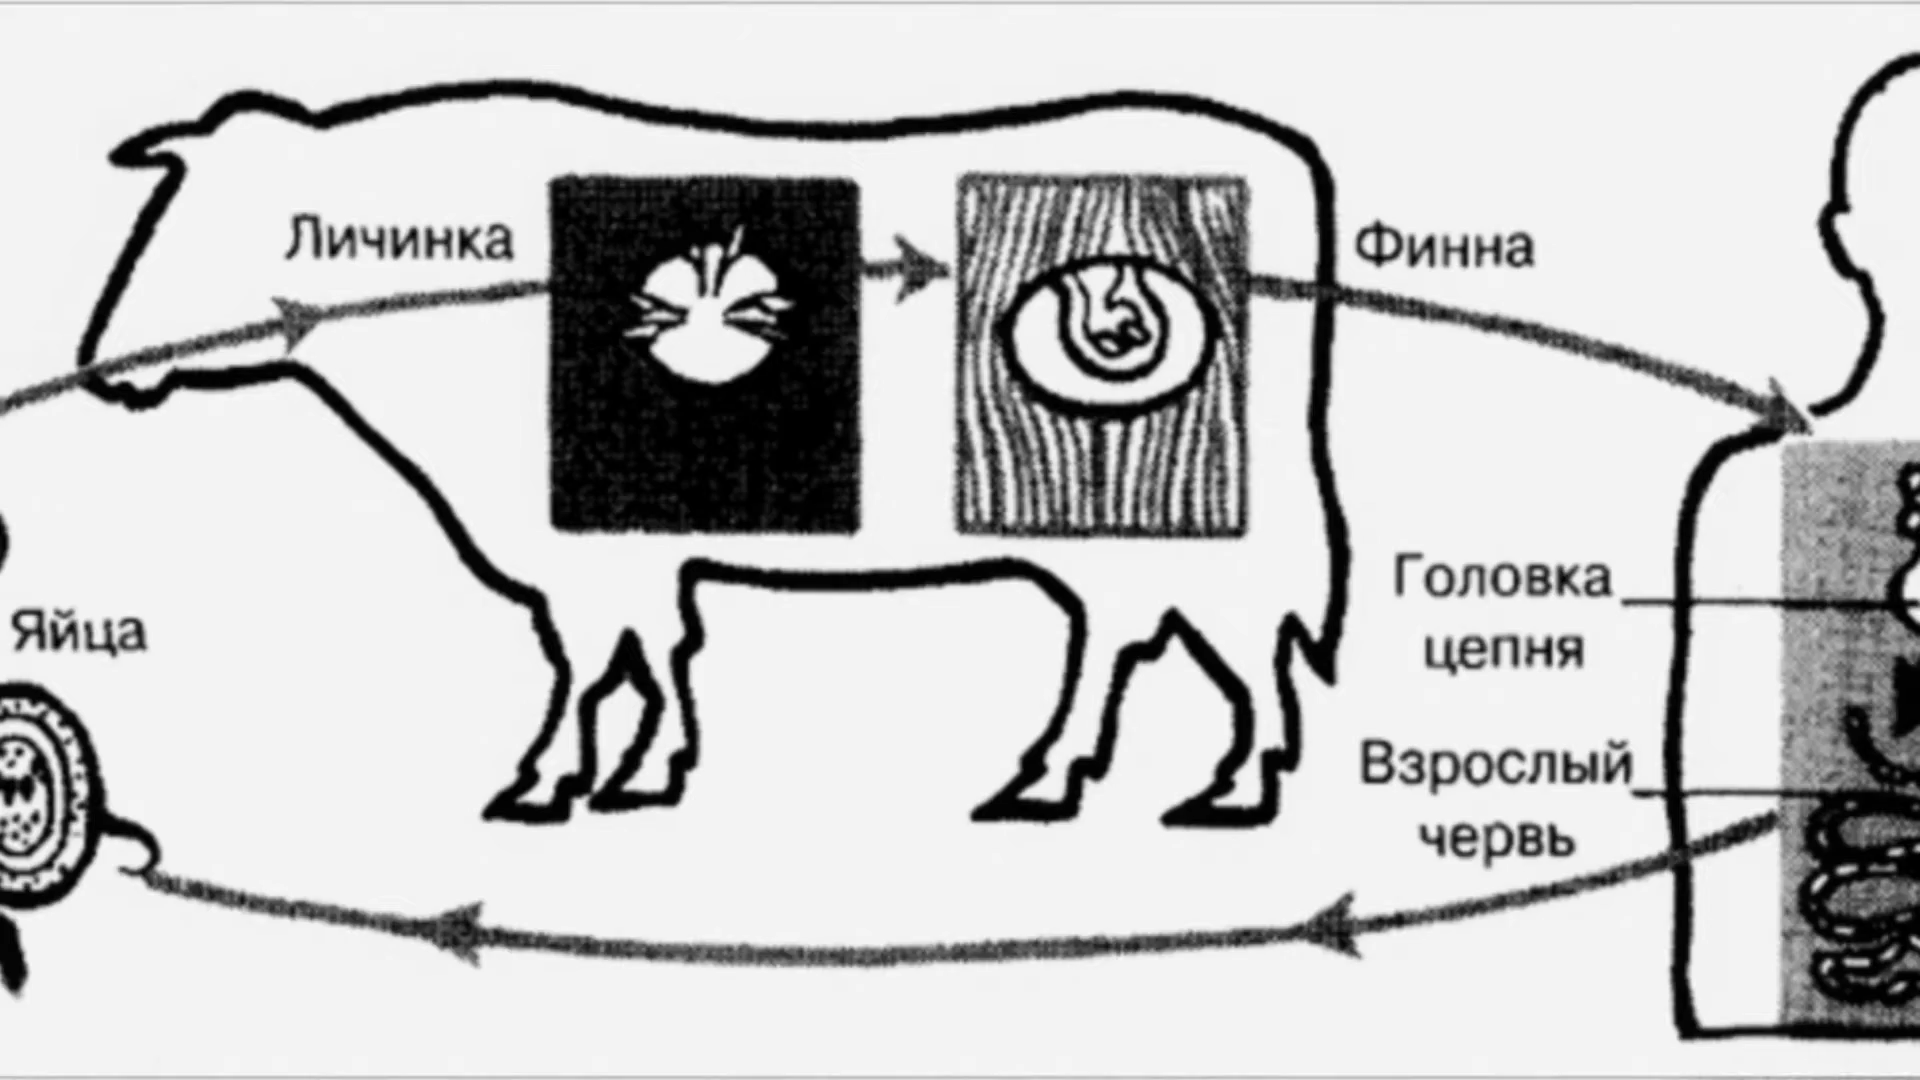 Личинка
Финна
Яйца
Головка
цепня
Взрослый
червь